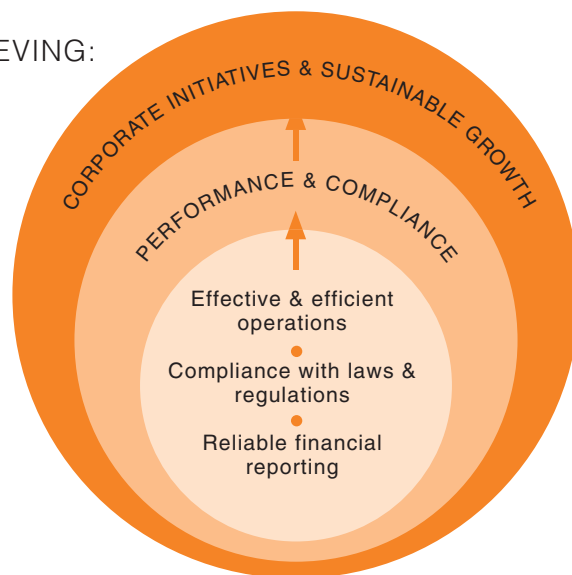 EVING:
CORPORATE INITIATIVES & SUSTAINABLE GROWTH
PERFORMANCE & COMPLIANCE
Effective & efficient
operations
Compliance with laws &
regulations
Reliable financial
reporting